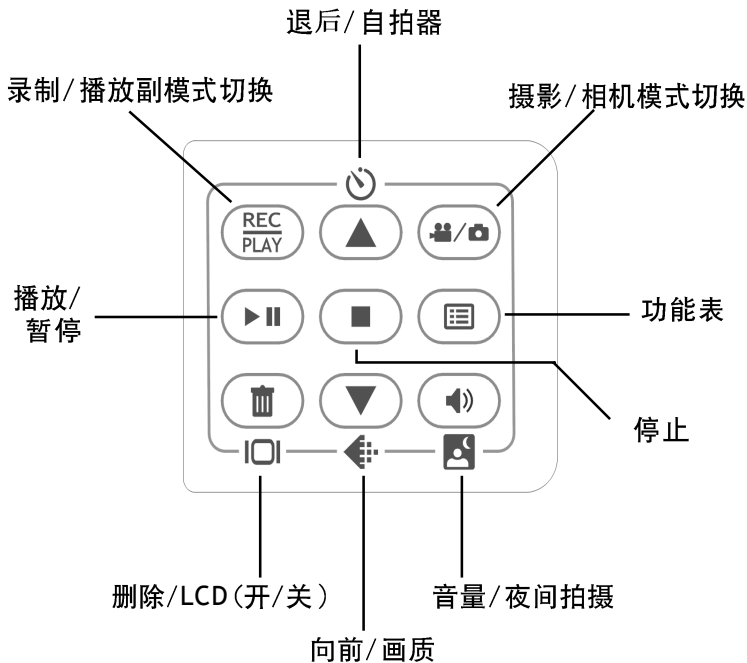 退后/自拍器
录制/播放副模式切换
摄影/相机模式切换
REC
PLAY
播放/
暂停
功能表
停止
删除/LCD(开/关)
音量/夜间拍摄
向前/画质